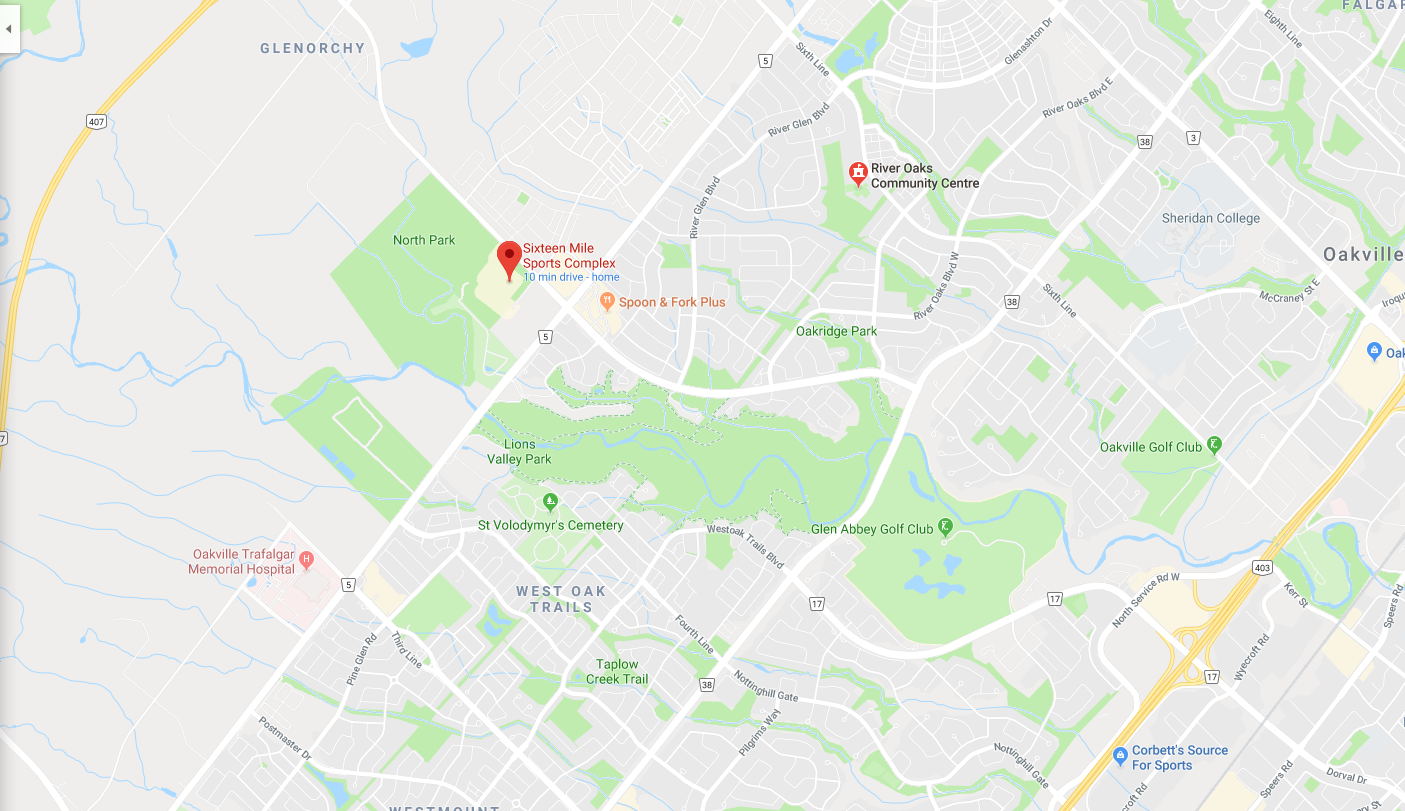 FALGAR
Eighth Line
Glenashton Dr
GLENORCHY
Sixth Line
5
River Oaks Blvd E
407
River Glen Blvd
38
3
River Oaks
Community Centre
River Glen Blvd
Sheridan College
North Park
Sixteen Mile
Sports Complex
10 min drive - home
Oakville
River Oaks Blvd W
McCraney St E
Iroqu
Spoon & Fork Plus
38
Sixth Line
Oakridge Park
5
Oak
7
Lions
Valley Park
Oakville Golf Club
St Volodymyr's Cemetery
Westoak Trails Blvd
Glen Abbey Golf Club
Oakville Trafalgar
Memorial Hospital
5
403
North Service Rd W
Kerr St
Speers Rd
WEST OAK
TRAILS
17
17
Fourth Line
Third Line
Pine Glen Rd
Wyecroft Rd
Taplow
Creek Trail
38
17
Nottinghill Gate
Pilgrims Way
Postmaster Dr
Nottinghill Gate
Corbett's Source
For Sports
Speers Rd
Dorval Dr
WESTMOUNT
croft Rd